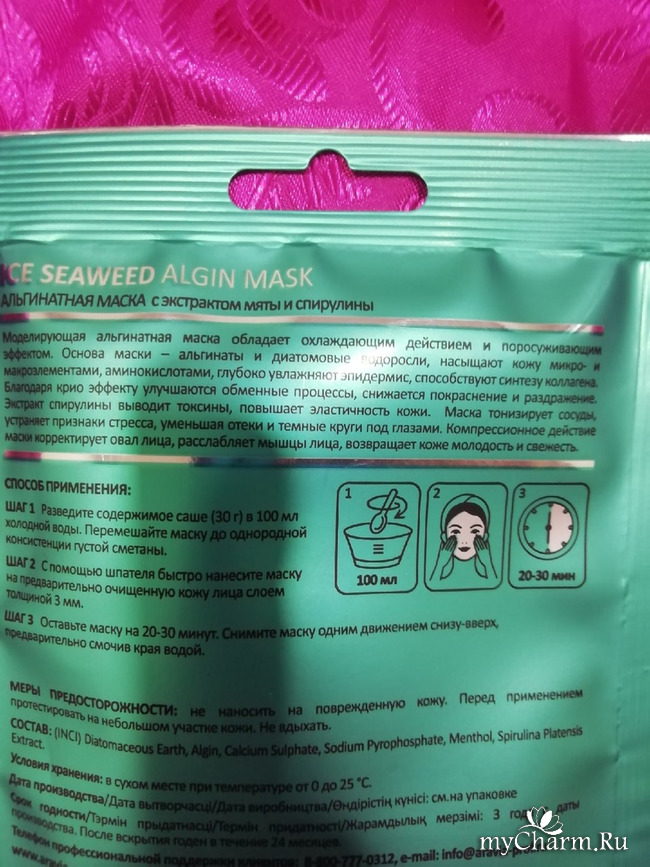 ICE SEAWEED ALGIN MASK
АЛЬГИНАТНАЯ МАСКА С ЭКСТРАКТОМ МЯТЫ И СПИРУЛИНЫ
Моделирующая альгинатная маска обладает охлаждающим действием и поросуживающим
эффектом. Основа маски – альгинаты и диатомовые водоросли, насыщают кожу микро- и
макроэлементами, аминокислотами, глубоко увлажняют эпидермис, способствуют синтезу коллагена.
Благодаря крио эффекту улучшаются обменные процессы, снижается покраснение и раздражение.
Экстракт спирулины выводит токсины, повышает эластичность кожи. Маска тонизирует сосуды,
устраняет признаки стресса, уменьшая отеки и темные круги под глазами. Компрессионное действие
маски корректирует овал лица, расслабляет мышцы лица, возвращает коже молодость и свежесть.
СПОСОБ ПРИМЕНЕНИЯ:
ШАГ 1 Разведите содержимое саше (30 г) в 100 мл
холодной воды. Перемешайте маску до однородной
консистенции густой сметаны.
ШАГ 2 С помощью шпателя быстро нанесите маску
на предварительно очищенную кожу лица слоем
толщиной 3 мм.
ШАГ 3 Оставьте маску на 20-30 минут. Снимите маску одним движением снизу-вверх,
предварительно смочив края водой.
1
2
3
100 мл
20-30 мин
МЕРЫ ПРЕДОСТОРОЖНОСТИ: не наносить на поврежденную кожу. Перед применением
протестировать на небольшом участке кожи. Не вдыхать.
СОСТАВ: (INCI) Diatomaceous Earth, Algin, Calcium Sulphate, Sodium Pyrophosphate, Menthol, Spirulina Platensis
Extract.
Условия хранения: в сухом месте при температуре от 0 до 25 °C.
Дата производства/Дата вытворчасці/Дата виробництва/Өндірістің күнісі: см.на упаковке
Срок годности/Тэрмін прыдатнасці/Термін придатності/Жарамдылық мерзімі: 3 даты
производства. После вскрытия годен в течение 24 месяцев.
Телефон профессиональной поддержки клиентов: 8-800-777-0312, e-mail: info@
myCharm.Ru